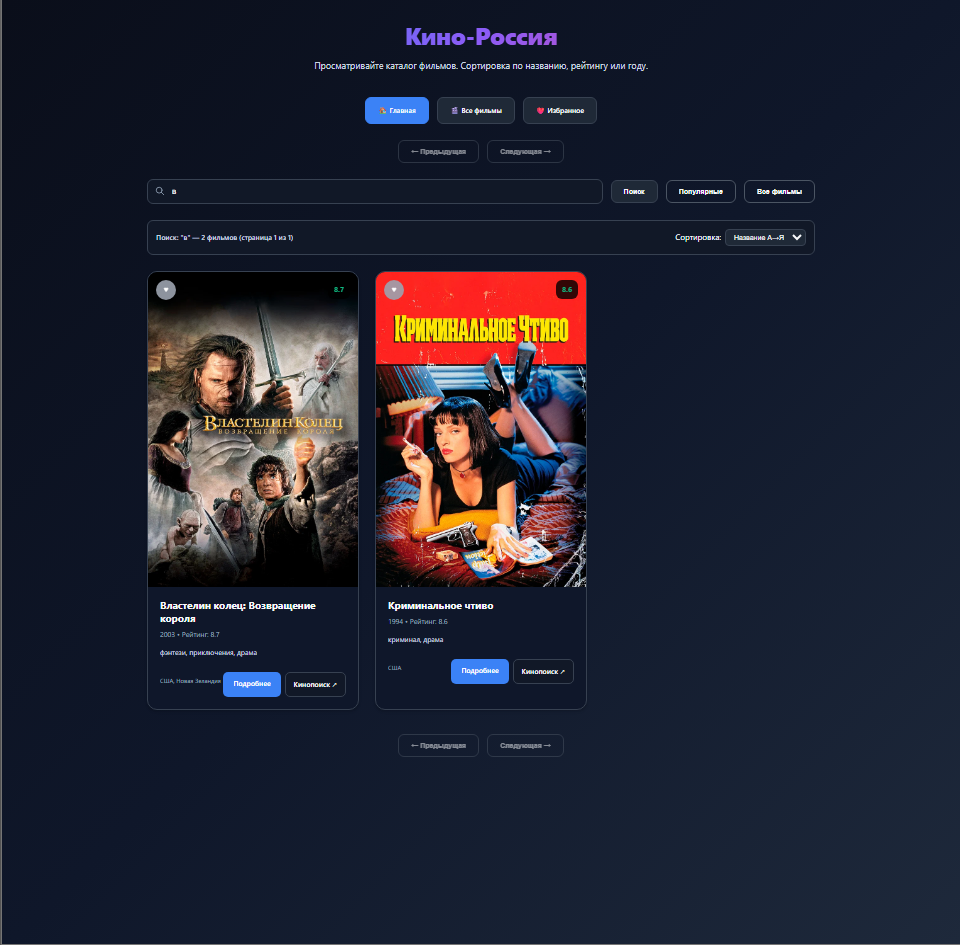 Кино-Россия
Просматривайте каталог фильмов. Сортировка по названию, рейтингу или году.
Главная
Все фильмы
Избранное
← Предыдущая
Следующая →
в
Поиск
Популярные
Все фильмы
Поиск: "в" — 2 фильмов (страница 1 из 1)
Сортировка:
Название А→Я
8.7
ВЛАСТЕЛИН КОЛЕЦ
ВОЗВРАЩЕНИЕ КОРОЛЯ
Властелин колец: Возвращение
короля
2003 • Рейтинг: 8.7
фэнтези, приключения, драма
США, Новая Зеландия
Подробнее
Кинопоиск ↗
8.6
КРИМИНАЛЬНОЕ ЧТИВО
Криминальное чтиво
1994 • Рейтинг: 8.6
криминал, драма
США
Подробнее
Кинопоиск ↗
← Предыдущая
Следующая →